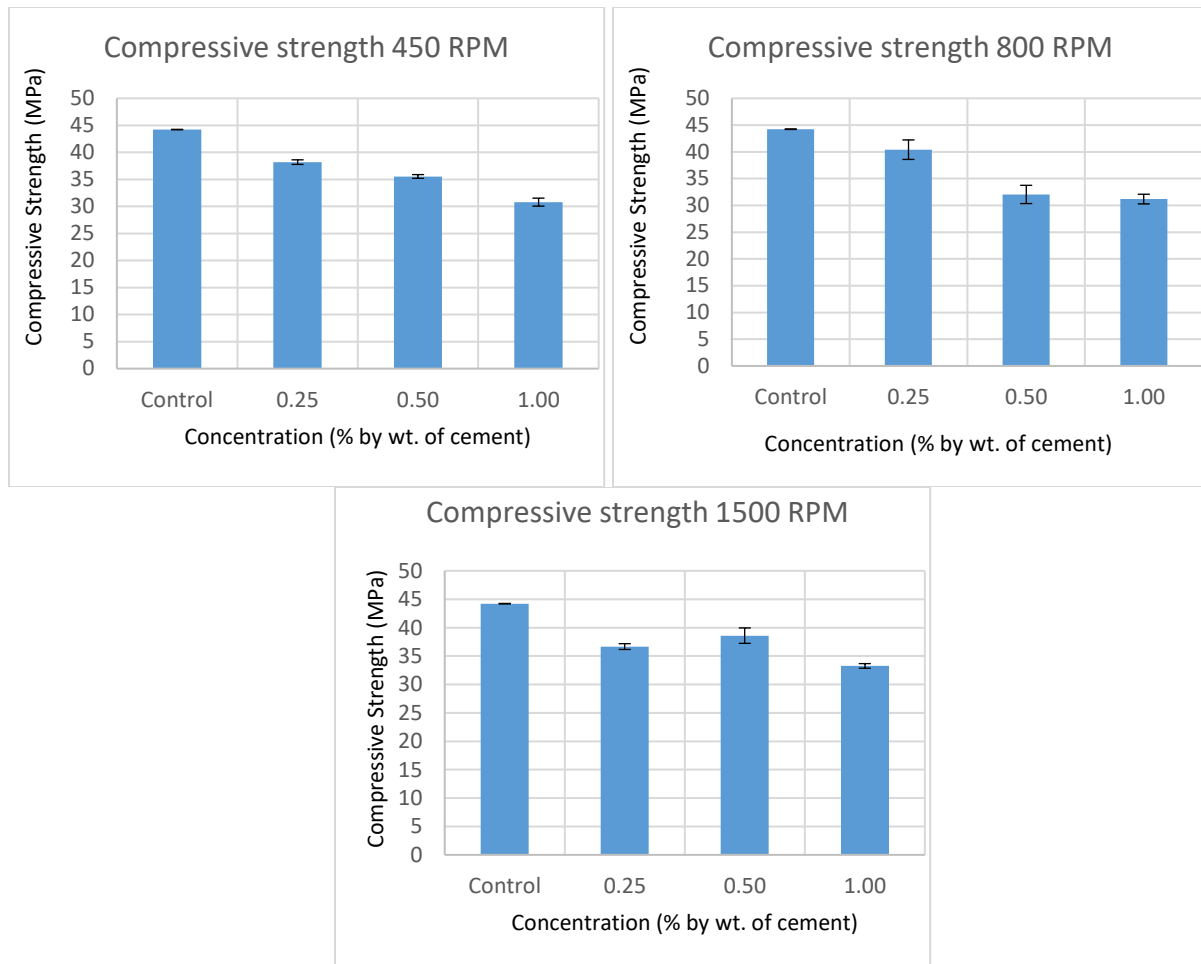 Compressive strength 450 RPM
Compressive Strength (MPa)
50
45
40
35
30
25
20
15
10
5
0
Control 0.25 0.50 1.00
Concentration (% by wt. of cement)
Compressive strength 800 RPM
Compressive Strength (MPa)
50
45
40
35
30
25
20
15
10
5
0
Control 0.25 0.50 1.00
Concentration (% by wt. of cement)
Compressive strength 1500 RPM
Compressive Strength (MPa)
50
45
40
35
30
25
20
15
10
5
0
Control 0.25 0.50 1.00
Concentration (% by wt. of cement)